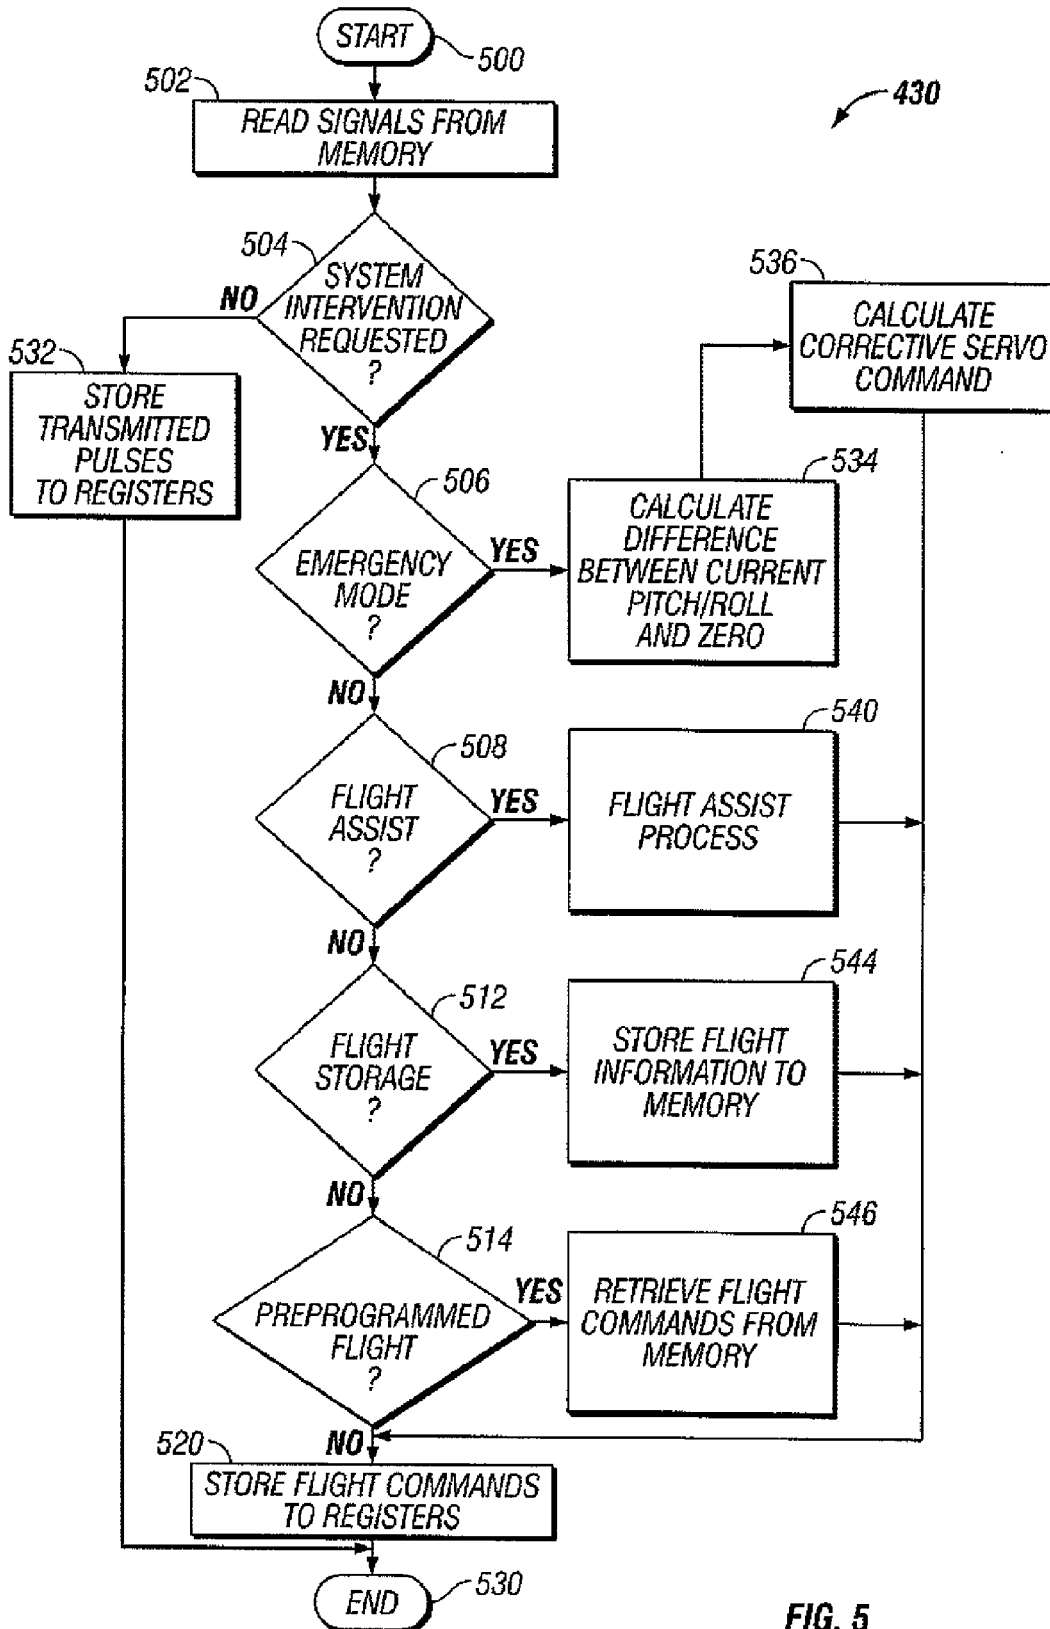 START
500
502
430
READ SIGNALS FROM
MEMORY
504
SYSTEM
INTERVENTION
REQUESTED
?
NO
536
CALCULATE
CORRECTIVE SERVO
COMMAND
532
STORE
TRANSMITTED
PULSES
TO REGISTERS
YES
506
EMERGENCY
MODE
?
YES
534
CALCULATE
DIFFERENCE
BETWEEN CURRENT
PITCH/ROLL
AND ZERO
NO
508
FLIGHT
ASSIST
?
YES
540
FLIGHT ASSIST
PROCESS
NO
512
FLIGHT
STORAGE
?
YES
544
STORE FLIGHT
INFORMATION TO
MEMORY
NO
514
PREPROGRAMMED
FLIGHT
?
YES
546
RETRIEVE FLIGHT
COMMANDS FROM
MEMORY
NO
520
STORE FLIGHT COMMANDS
TO REGISTERS
END
530
FIG. 5